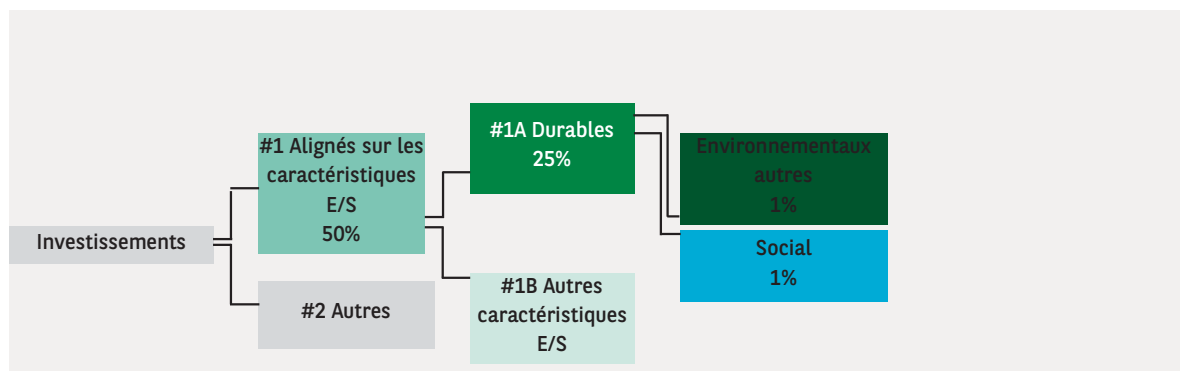 Investissements
#1 Alignés sur les
caractéristiques
E/S
50%
#2 Autres
#1A Durables
25%
#1B Autres
caractéristiques
E/S
Environnementaux
autres
1%
Social
1%